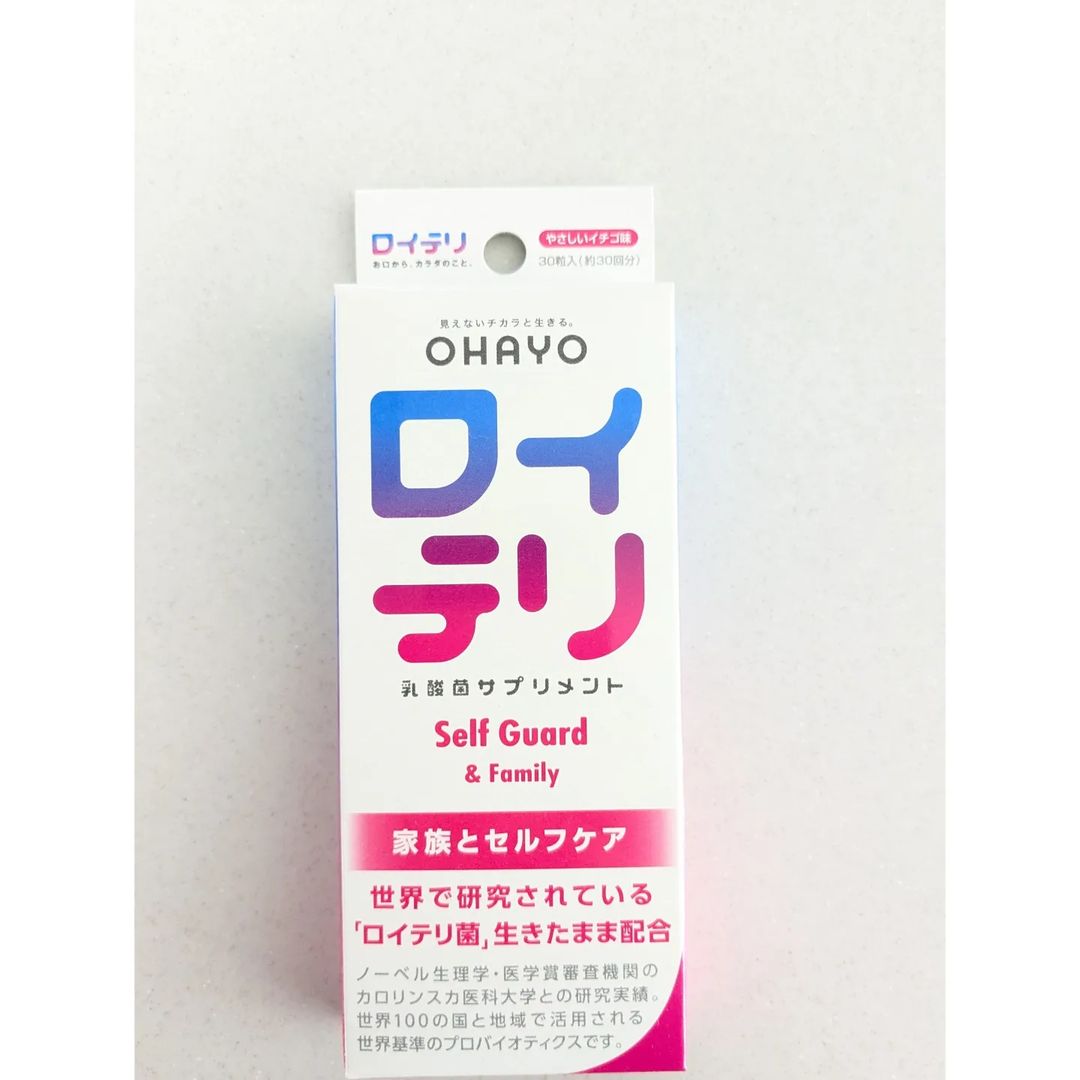 ロイテリ
お口から、カラダのこと。
やさしいイチゴ味
30粒入(約30回分)
見えないチカラと生きる。
OHAYO
ロイ
テリ
乳酸菌サプリメント
Self Guard
& Family
家族とセルフケア
世界で研究されている
「ロイテリ菌」生きたまま配合
ノーベル生理学・医学賞審査機関の
カロリンスカ医科大学との研究実績。
世界100の国と地域で活用される
世界基準のプロバイオティクスです。